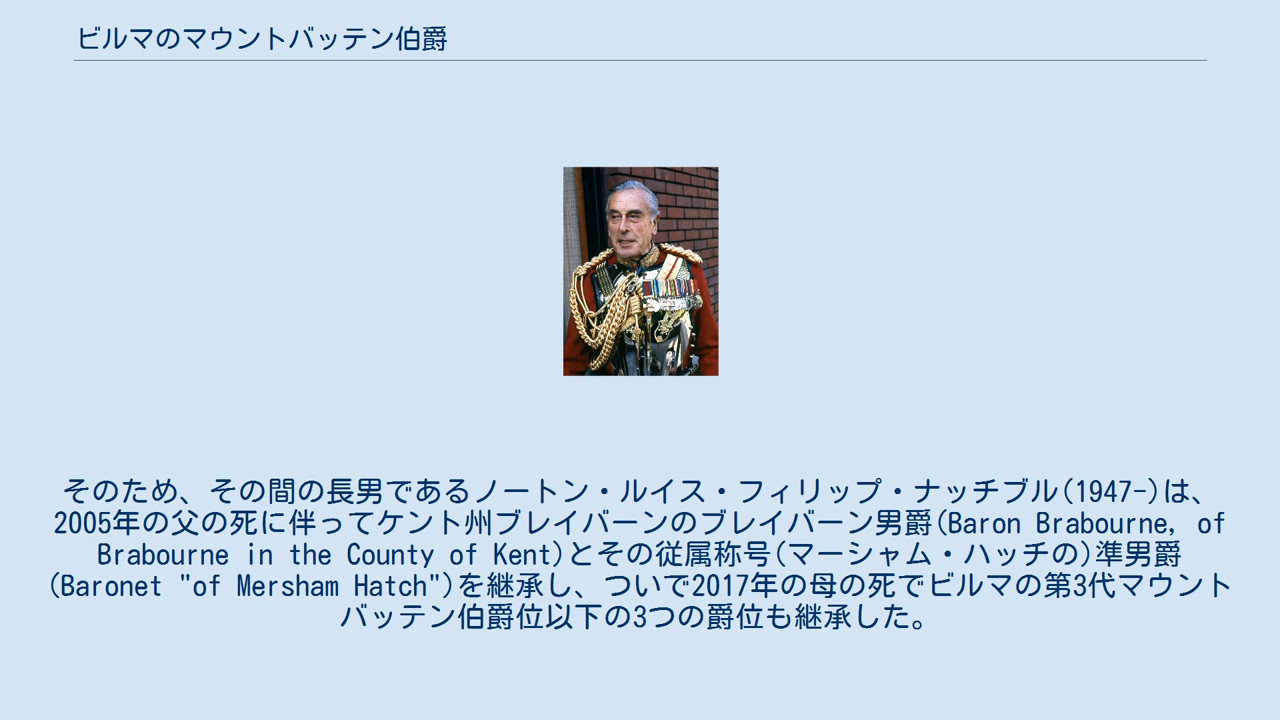 ビルマのマウントバッテン伯爵
そのため、その間の長男であるノートン・ルイス・フィリップ・ナッチブル(1947-)は、
2005年の父の死に伴ってケント州ブレイバーンのブレイバーン男爵(Baron Brabourne, of
Brabourne in the County of Kent)とその従属称号(マーシャム・ハッチの)準男爵
(Baronet "of Mersham Hatch")を継承し、ついで2017年の母の死でビルマの第3代マウント
バッテン伯爵位以下の3つの爵位も継承した。